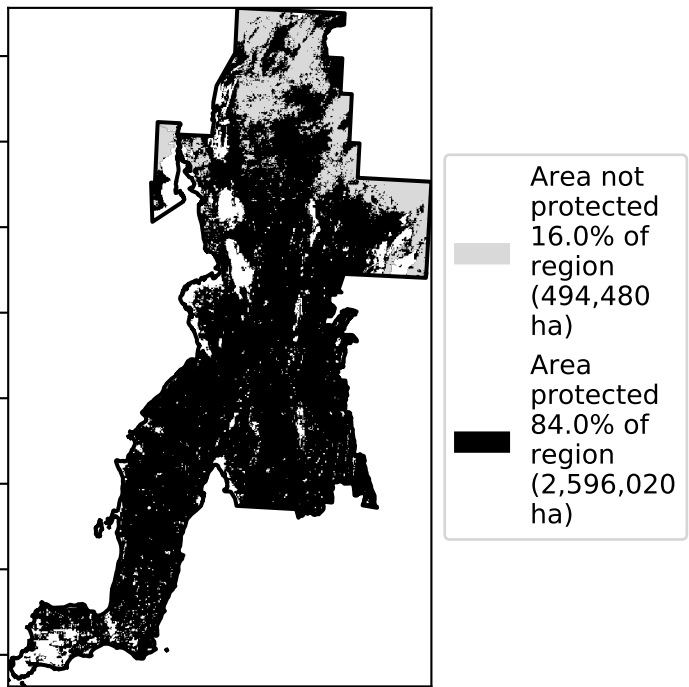 Area not
protected
16.0% of
region
(494,480
ha)
Area
protected
84.0% of
region
(2,596,020
ha)